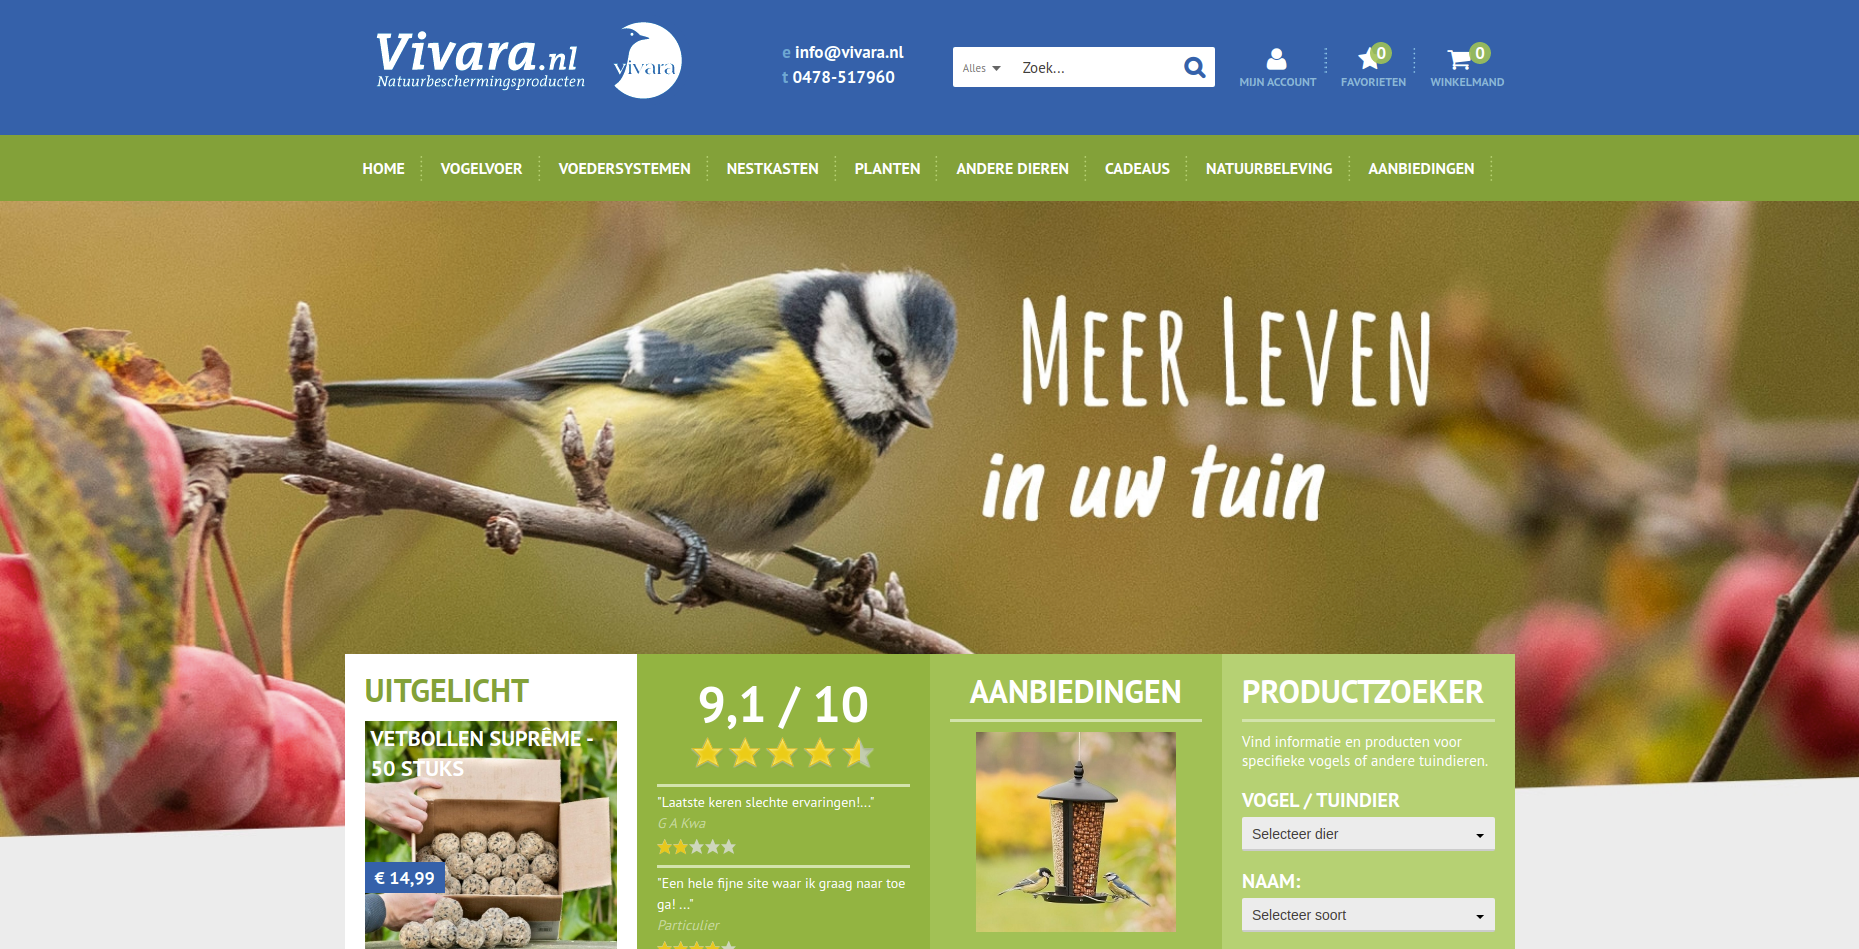 Vivara.nl
Natuurbeschermingsproducten
vivara
e info@vivara.nl
t 0478-517960
Alles
Zoek...
MIJN ACCOUNT
0
FAVORIETEN
0
WINKELMAND
HOME
VOGELVOER
VOEDERSYSTEMEN
NESTKASTEN
PLANTEN
ANDERE DIEREN
CADEAUS
NATUURBELEVING
AANBIEDINGEN
MEER LEVEN
in uw tuin
UITGELICHT
VETBOLLEN SUPRÊME -
50 STUKS
€ 14,99
9,1 / 10
"Laatste keren slechte ervaringen!..."
G A Kwa
"Een hele fijne site waar ik graag naar toe
ga! ..."
Particulier
AANBIEDINGEN
PRODUCTZOEKER
Vind informatie en producten voor
specifieke vogels of andere tuindieren.
VOGEL / TUINDIER
Selecteer dier
NAAM:
Selecteer soort